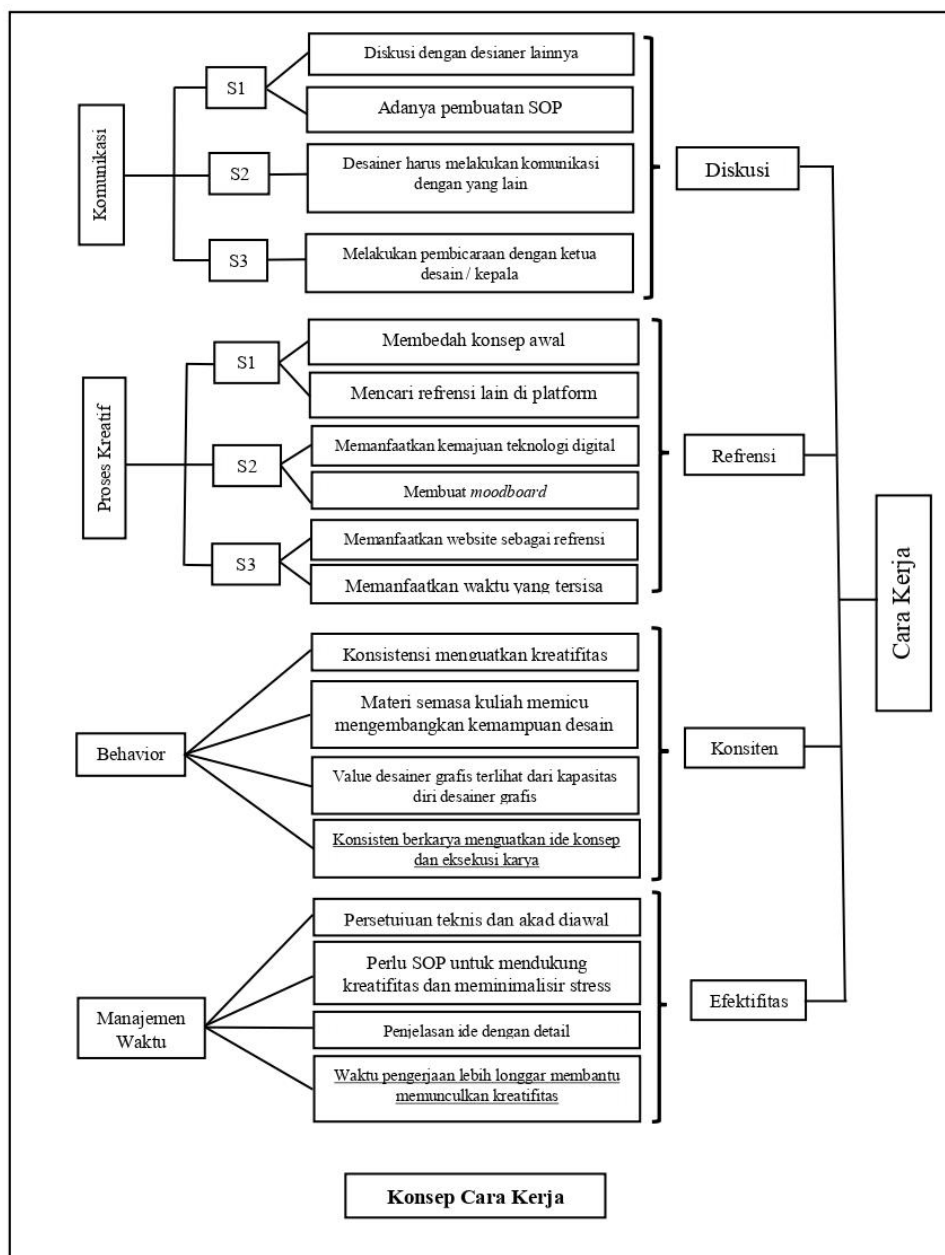 Komunikasi
S1
Diskusi dengan desianer lainnya
Adanya pembuatan SOP
S2
Desainer harus melakukan komunikasi
dengan yang lain
S3
Melakukan pembicaraan dengan ketua
desain / kepala
Diskusi
Proses Kreatif
S1
Membedah konsep awal
Mencari refrensi lain di platform
S2
Memanfaatkan kemajuan teknologi digital
Membuat moodboard
S3
Memanfaatkan website sebagai refrensi
Memanfaatkan waktu yang tersisa
Refrensi
Cara Kerja
Behavior
Konsistensi menguatkan kreatifitas
Materi semasa kuliah memicu
mengembangkan kemampuan desain
Value desainer grafis terlihat dari kapasitas
diri desainer grafis
Konsisten berkarya menguatkan ide konsep
dan eksekusi karya
Konsiten
Manajemen
Waktu
Persetujuan teknis dan akad diawal
Perlu SOP untuk mendukung
kreatifitas dan meminimalisir stress
Penjelasan ide dengan detail
Waktu pengerjaan lebih longgar membantu
memunculkan kreatifitas
Efektifitas
Konsep Cara Kerja